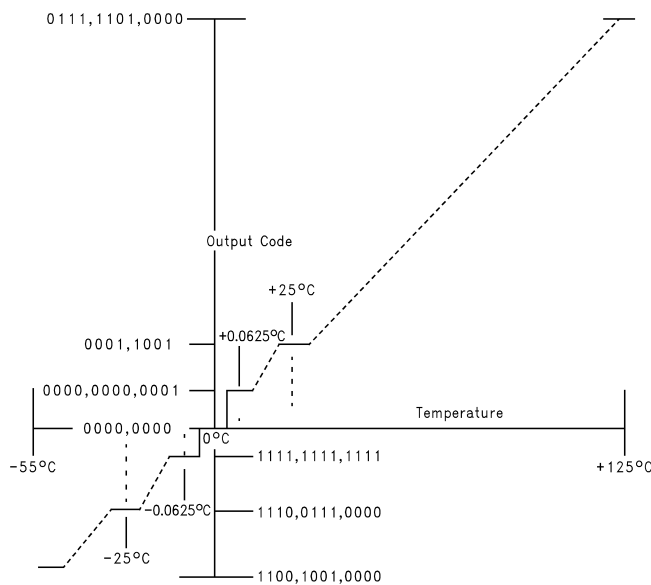 0111,1101,0000
Output Code
+25°C
+0.0625°C
0001,1001
0000,0000,0001
Temperature
0000,0000
0°C
-55°C
+125°C
1111,1111,1111
-0.0625°C
1110,0111,0000
-25°C
1100,1001,0000